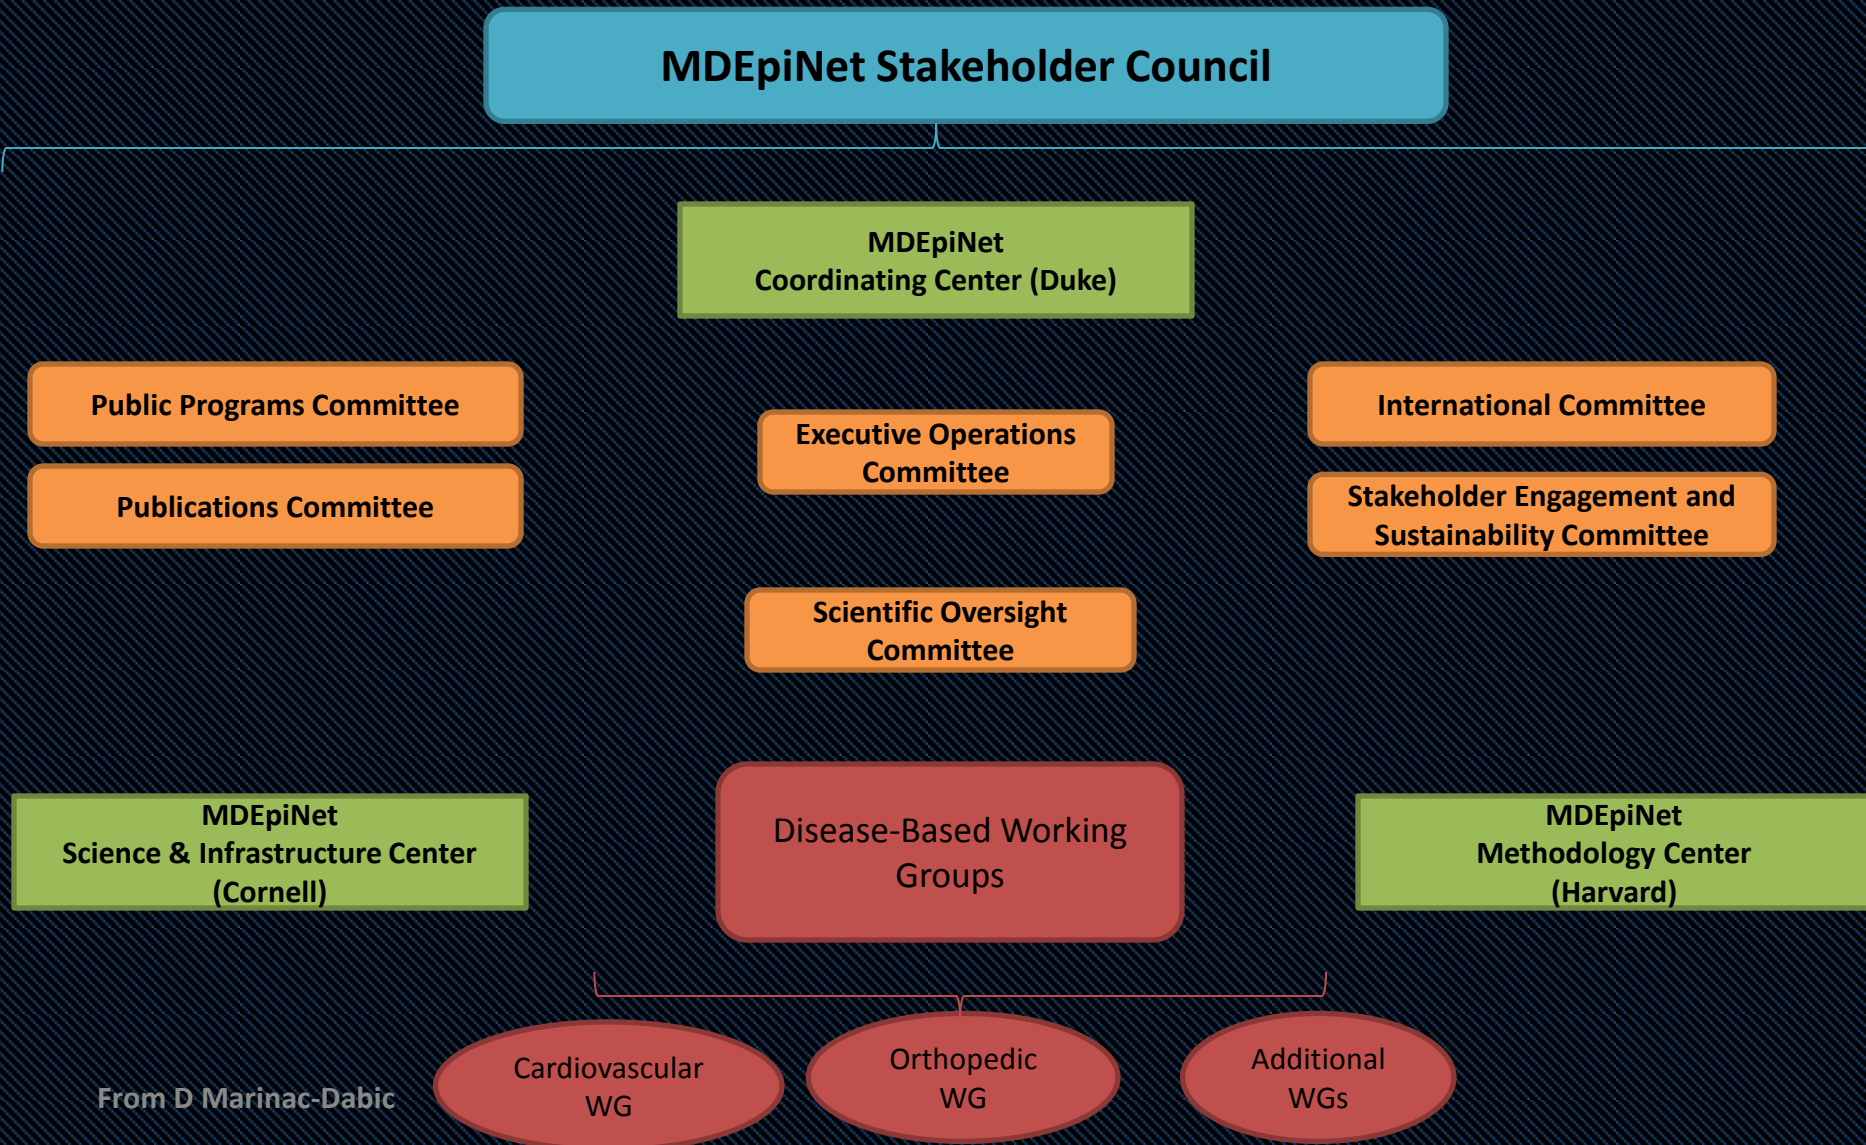 MDEpiNet Stakeholder Council
MDEpiNet
Coordinating Center (Duke)
Public Programs Committee
Publications Committee
Executive Operations
Committee
International Committee
Stakeholder Engagement and
Sustainability Committee
Scientific Oversight
Committee
MDEpiNet
Science & Infrastructure Center
(Cornell)
Disease-Based Working
Groups
MDEpiNet
Methodology Center
(Harvard)
Cardiovascular
WG
Orthopedic
WG
Additional
WGs
From D Marinac-Dabic